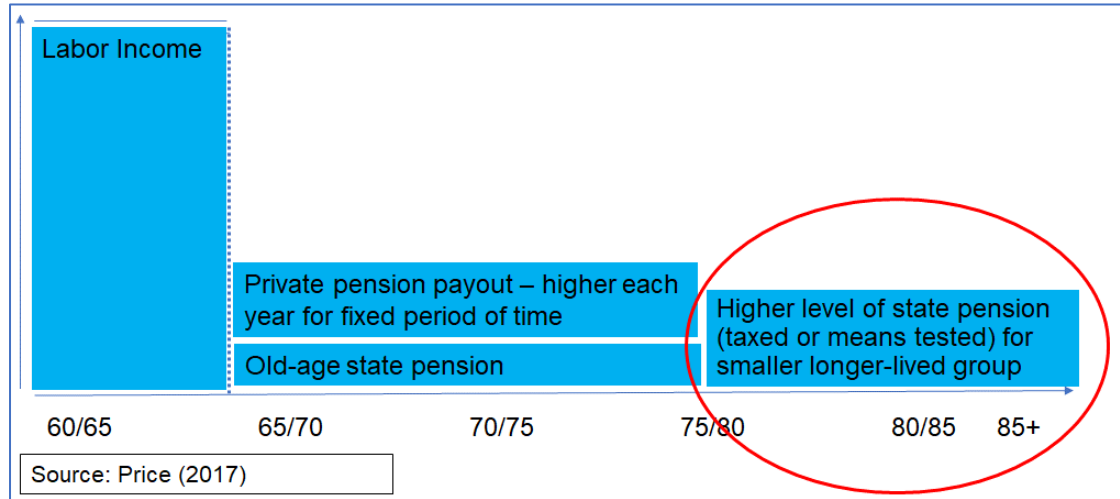 Labor Income
Private pension payout – higher each
year for fixed period of time
Old-age state pension
Higher level of state pension
(taxed or means tested) for
smaller longer-lived group
60/65
65/70
70/75
75/80
80/85
85+
Source: Price (2017)